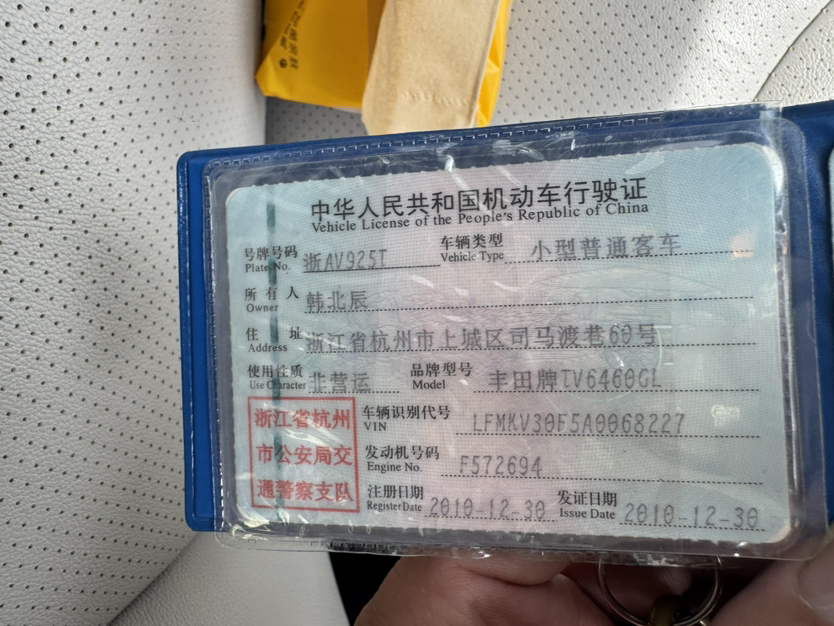 中华人民共和国机动车行驶证
Vehicle License of the People's Republic of China
号牌号码 浙AV925T 车辆类型 小型普通客车
Plate No. Vehicle Type
所有人 韩北辰
Owner
住址 浙江省杭州市上城区司马渡巷60号
Address
使用性质 非营运 品牌型号 丰田牌TV6460GL
Use Character Model
浙江省杭州
市公安局交
通警察支队
车辆识别代号 LFMKV30F5A0068227
VIN
发动机号码 F572694
Engine No.
注册日期 2010-12-30 发证日期 2010-12-30
Register Date Issue Date